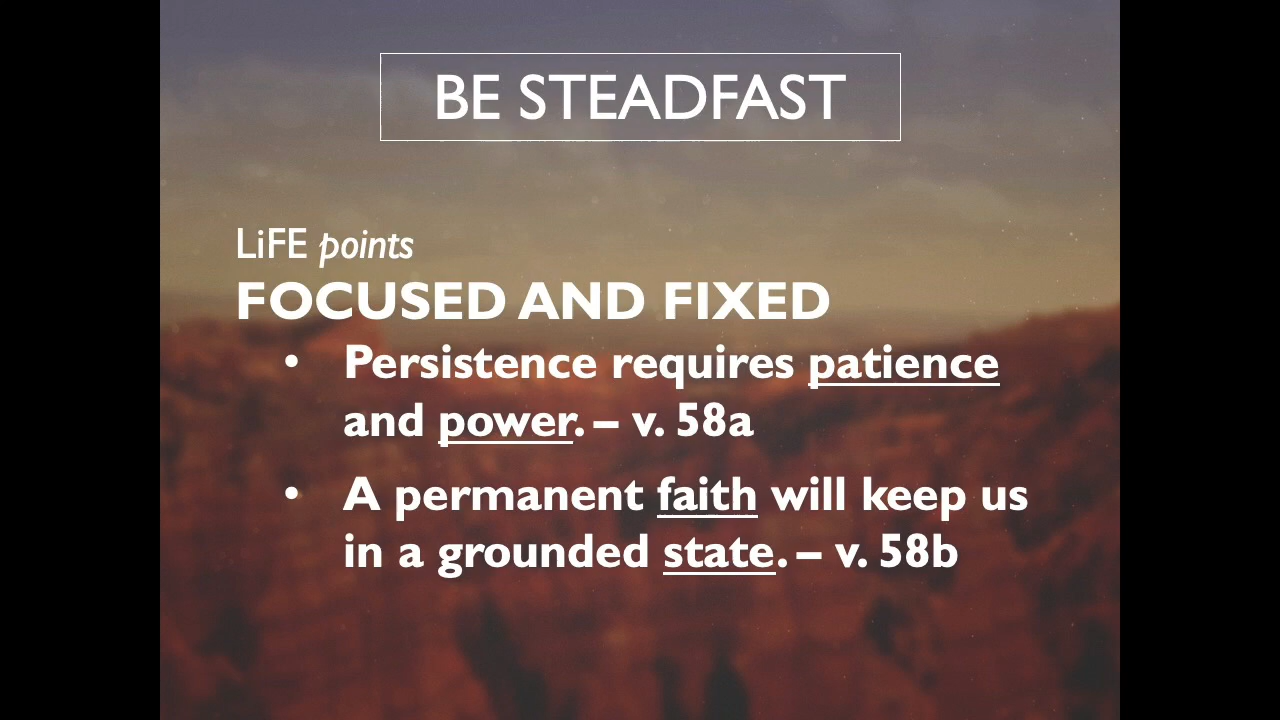 BE STEADFAST
LiFE points
FOCUSED AND FIXED
• Persistence requires patience
and power. – v. 58a
• A permanent faith will keep us
in a grounded state. – v. 58b